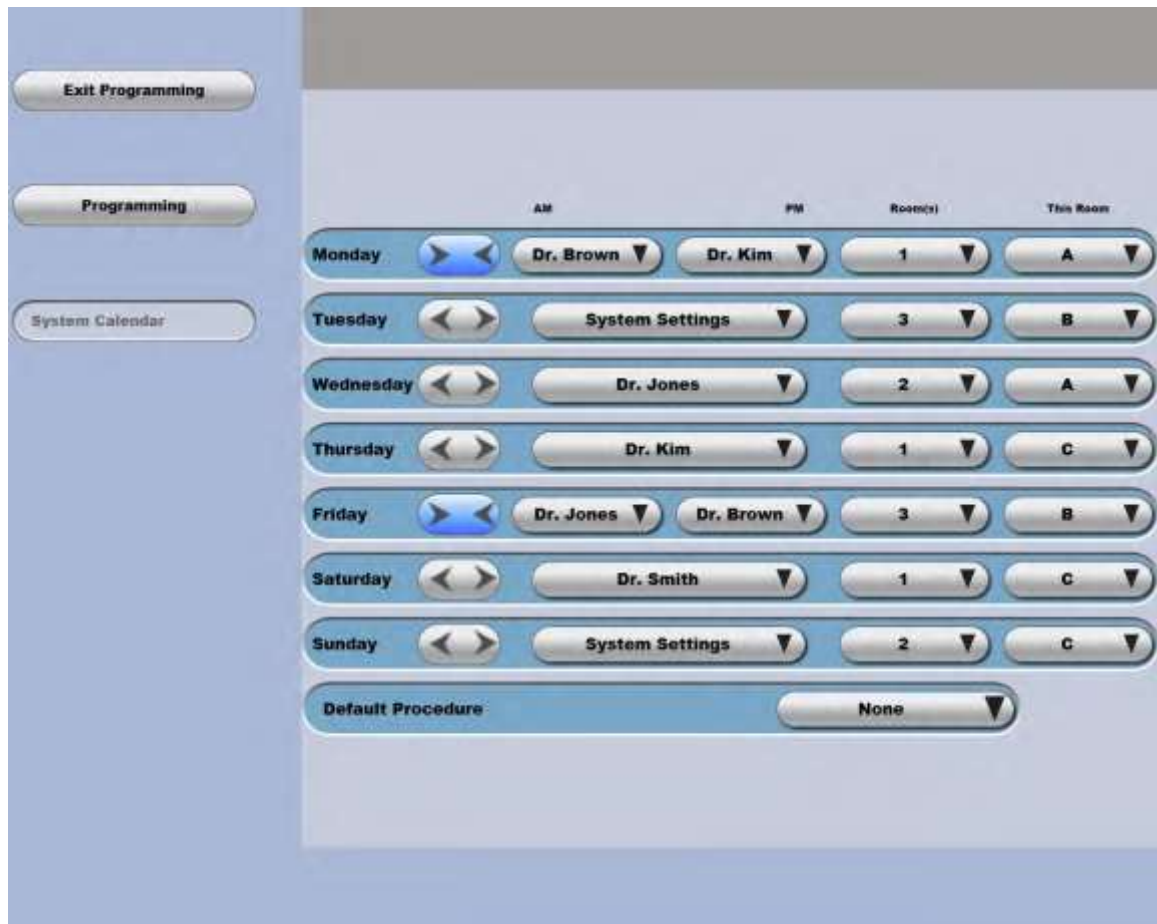 Exit Programming
Programming
System Calendar
AM PM Room(s) This Room
Monday Dr. Brown Dr. Kim 1 A
Tuesday System Settings 3 B
Wednesday Dr. Jones 2 A
Thursday Dr. Kim 1 C
Friday Dr. Jones Dr. Brown 3 B
Saturday Dr. Smith 1 C
Sunday System Settings 2 C
Default Procedure None